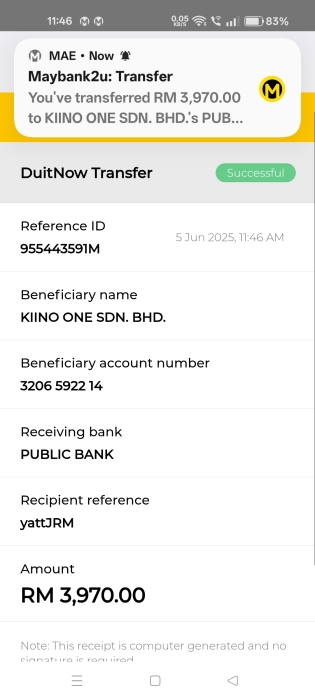 11:46
0.05
KB/S
83%
MAE • Now
Maybank2u: Transfer
You've transferred RM 3,970.00
to KIINO ONE SDN. BHD.'s PUB...
DuitNow Transfer
Successful
Reference ID
5 Jun 2025, 11:46 AM
955443591M
Beneficiary name
KIINO ONE SDN. BHD.
Beneficiary account number
3206 5922 14
Receiving bank
PUBLIC BANK
Recipient reference
yattJRM
Amount
RM 3,970.00
Note: This receipt is computer generated and no
signature is required